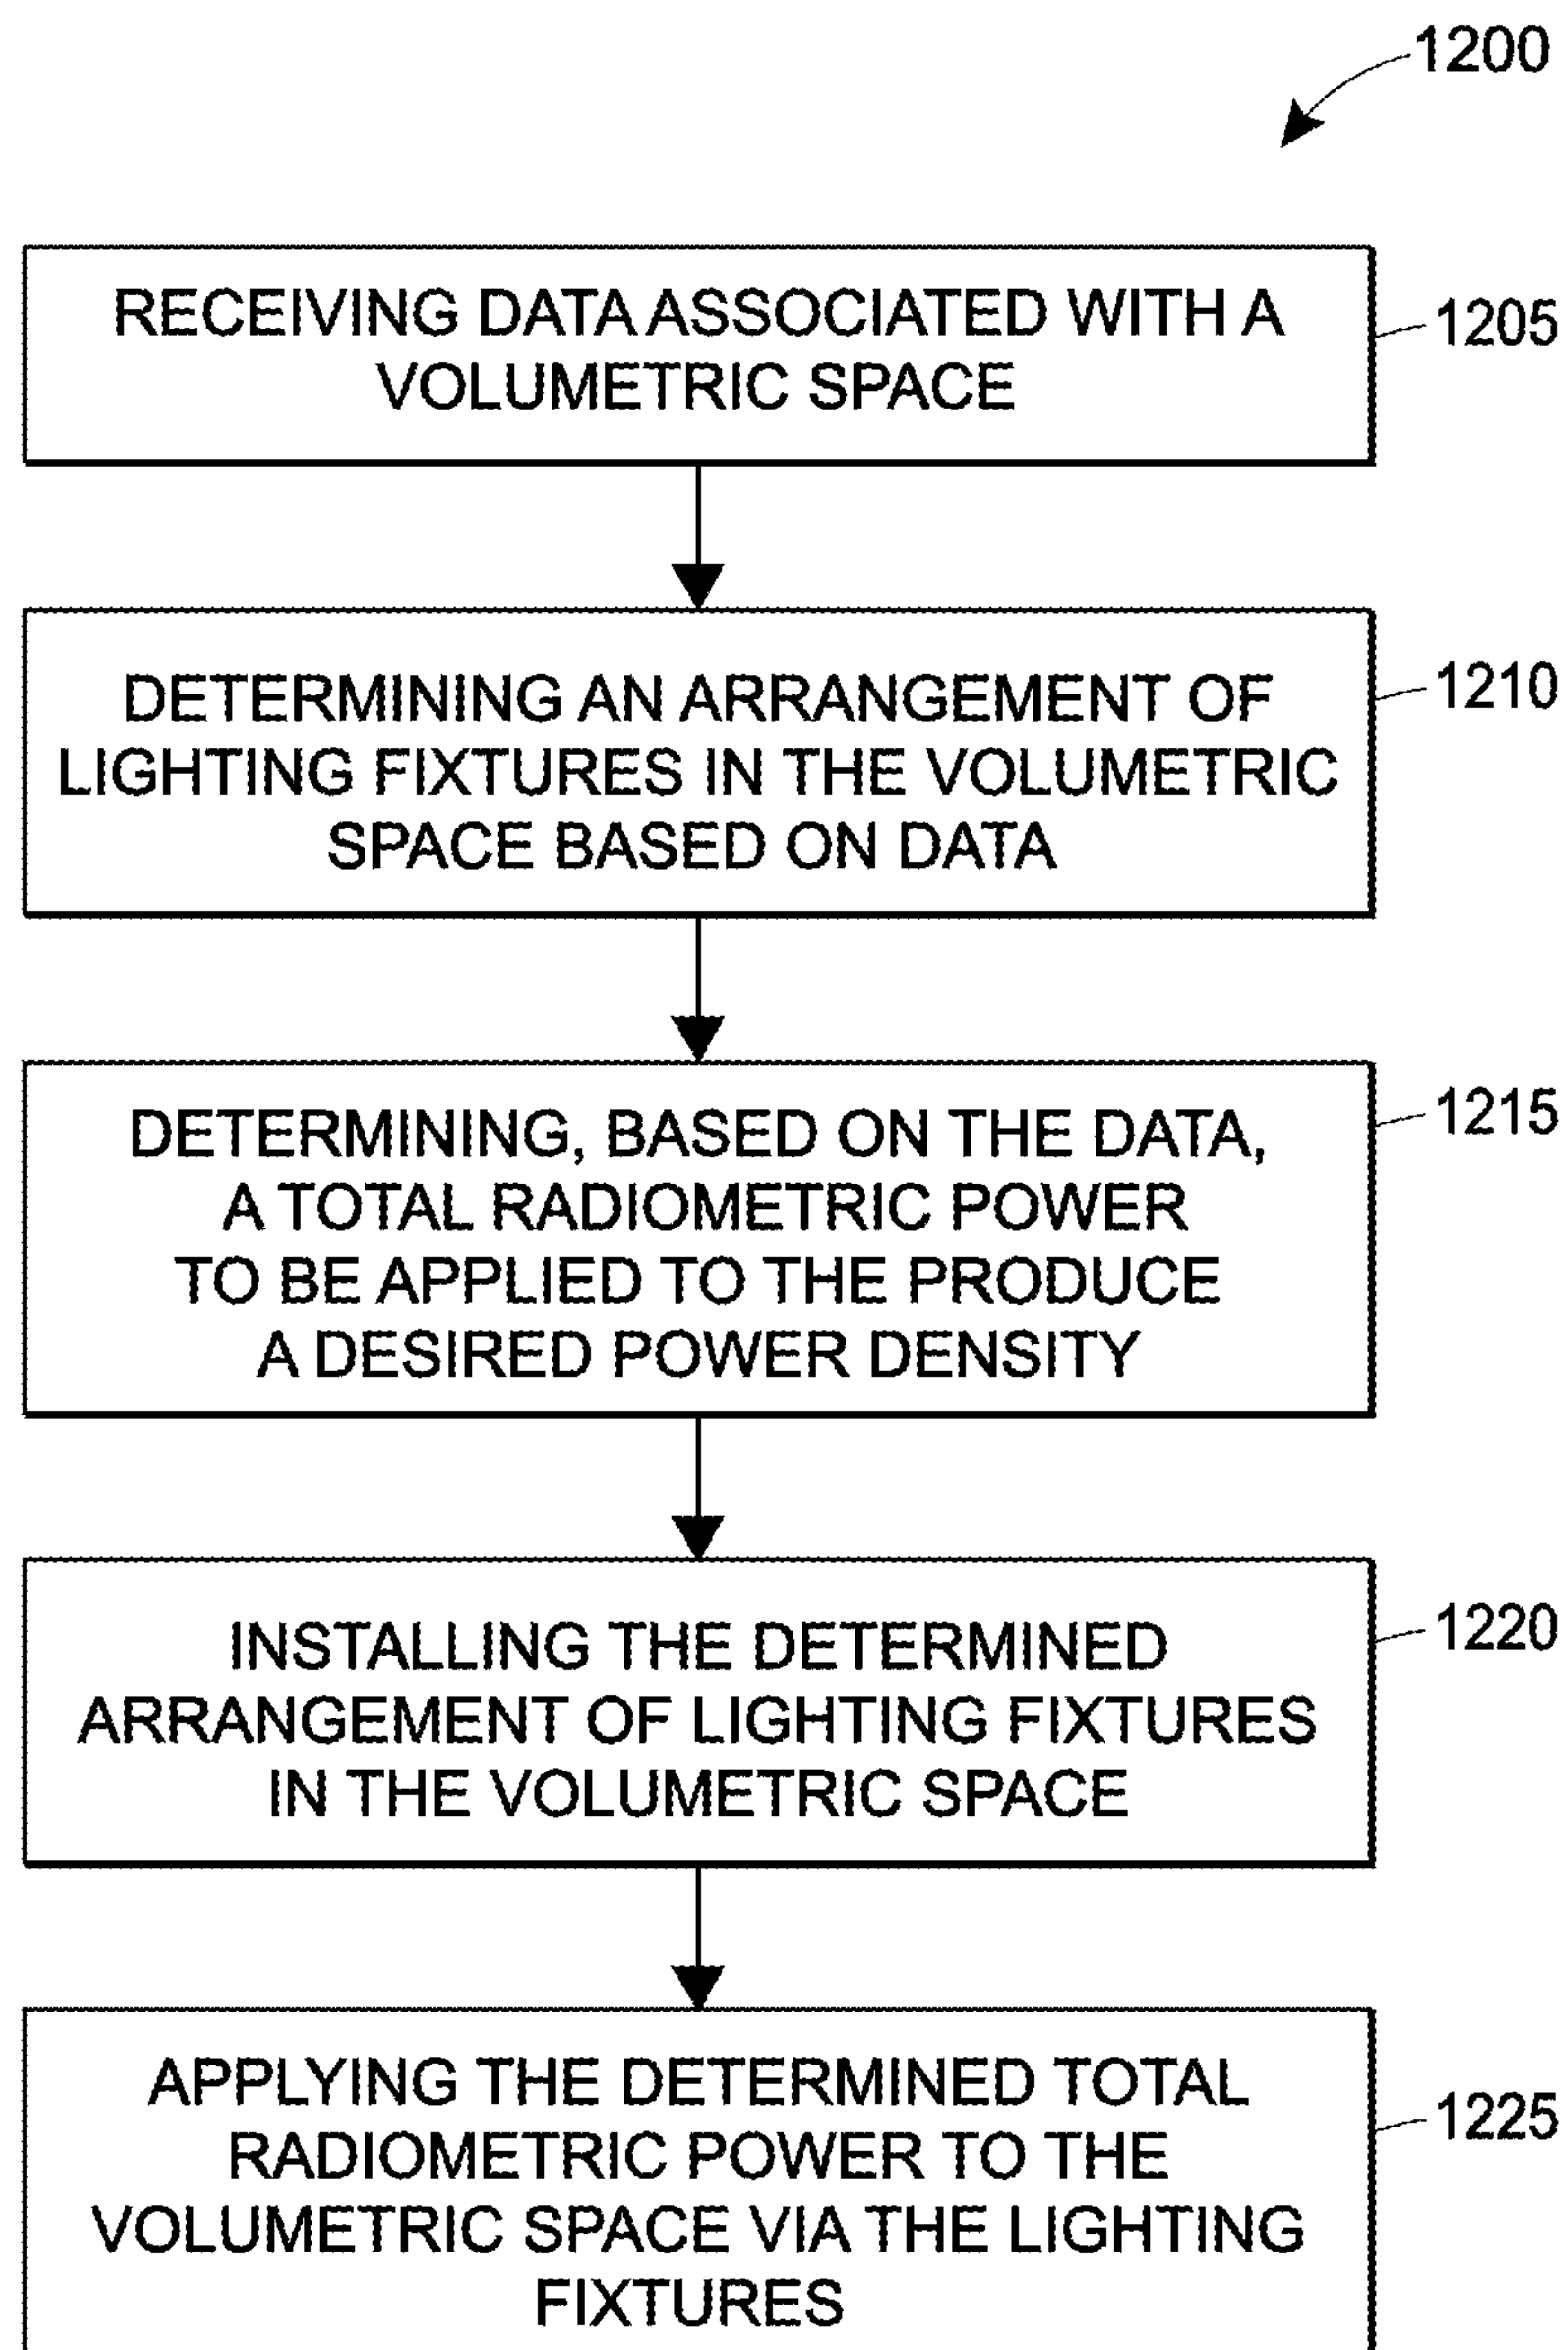 1200
RECEIVING DATA ASSOCIATED WITH A
VOLUMETRIC SPACE
1205
DETERMINING AN ARRANGEMENT OF
LIGHTING FIXTURES IN THE VOLUMETRIC
SPACE BASED ON DATA
1210
DETERMINING, BASED ON THE DATA,
A TOTAL RADIOMETRIC POWER
TO BE APPLIED TO THE PRODUCE
A DESIRED POWER DENSITY
1215
INSTALLING THE DETERMINED
ARRANGEMENT OF LIGHTING FIXTURES
IN THE VOLUMETRIC SPACE
1220
APPLYING THE DETERMINED TOTAL
RADIOMETRIC POWER TO THE
VOLUMETRIC SPACE VIA THE LIGHTING
FIXTURES
1225